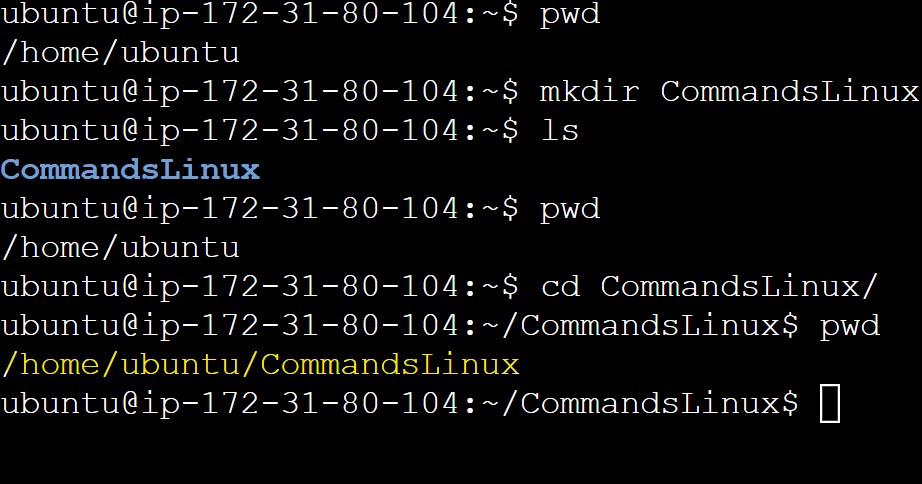 ubuntu@ip-172-31-80-104:~$ pwd
/home/ubuntu
ubuntu@ip-172-31-80-104:~$ mkdir CommandsLinux
ubuntu@ip-172-31-80-104:~$ ls
CommandsLinux
ubuntu@ip-172-31-80-104:~$ pwd
/home/ubuntu
ubuntu@ip-172-31-80-104:~$ cd CommandsLinux/
ubuntu@ip-172-31-80-104:~/CommandsLinux$ pwd
/home/ubuntu/CommandsLinux
ubuntu@ip-172-31-80-104:~/CommandsLinux$